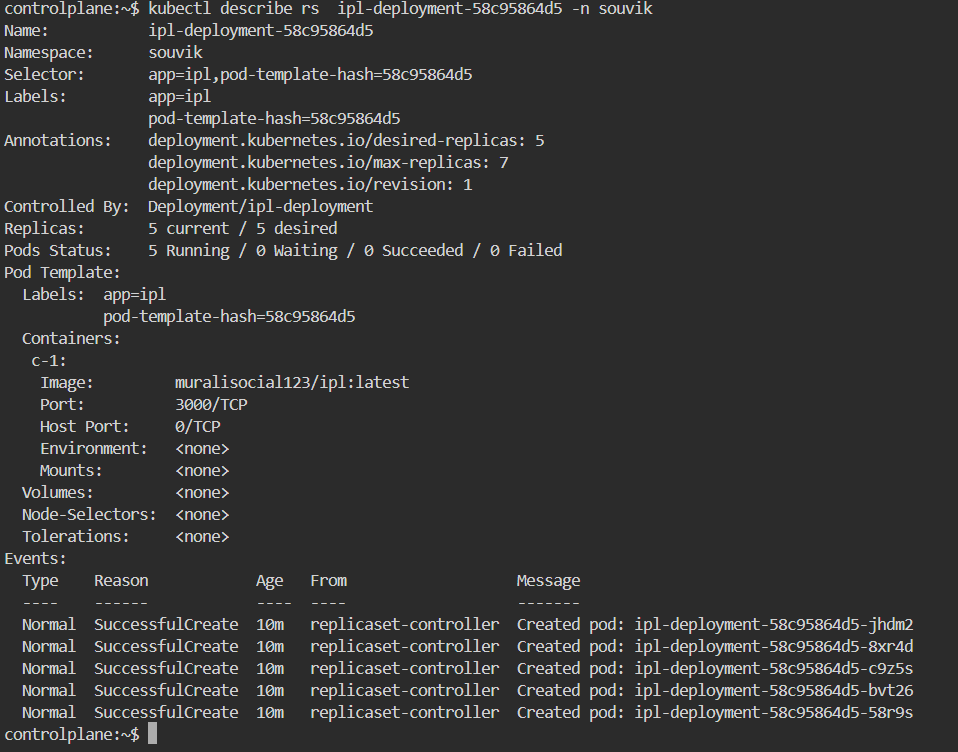 controlplane:~$ kubectl describe rs  ipl-deployment-58c95864d5 -n souvik
Name:           ipl-deployment-58c95864d5
Namespace:      souvik
Selector:       app=ipl,pod-template-hash=58c95864d5
Labels:         app=ipl
                pod-template-hash=58c95864d5
Annotations:    deployment.kubernetes.io/desired-replicas: 5
                deployment.kubernetes.io/max-replicas: 7
                deployment.kubernetes.io/revision: 1
Controlled By:  Deployment/ipl-deployment
Replicas:       5 current / 5 desired
Pods Status:    5 Running / 0 Waiting / 0 Succeeded / 0 Failed
Pod Template:
  Labels:  app=ipl
           pod-template-hash=58c95864d5
  Containers:
   c-1:
    Image:         muralisocial123/ipl:latest
    Port:          3000/TCP
    Host Port:     0/TCP
    Environment:   <none>
    Mounts:        <none>
  Volumes:         <none>
  Node-Selectors:  <none>
  Tolerations:     <none>
Events:
  Type    Reason            Age   From                   Message
  ----    ------            ----  ----                   -------
  Normal  SuccessfulCreate  10m   replicaset-controller  Created pod: ipl-deployment-58c95864d5-jhdm2
  Normal  SuccessfulCreate  10m   replicaset-controller  Created pod: ipl-deployment-58c95864d5-8xr4d
  Normal  SuccessfulCreate  10m   replicaset-controller  Created pod: ipl-deployment-58c95864d5-c9z5s
  Normal  SuccessfulCreate  10m   replicaset-controller  Created pod: ipl-deployment-58c95864d5-bvt26
  Normal  SuccessfulCreate  10m   replicaset-controller  Created pod: ipl-deployment-58c95864d5-58r9s
controlplane:~$